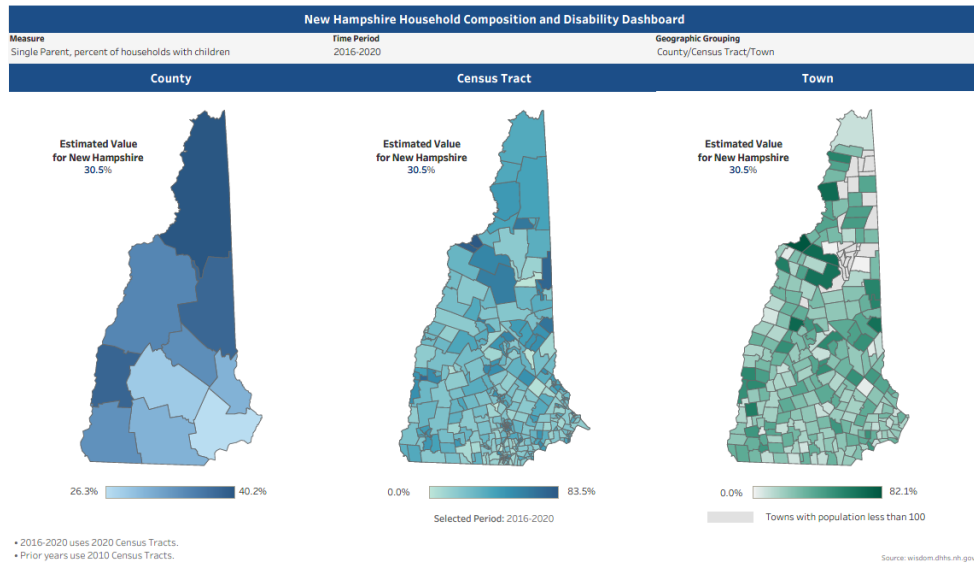 New Hampshire Household Composition and Disability Dashboard
Measure
Time Period
Geographic Grouping
Single Parent, percent of households with children
2016-2020
County/Census Tract/Town
County
Census Tract
Town
Estimated Value
for New Hampshire
30.5%
Estimated Value
for New Hampshire
30.5%
Estimated Value
for New Hampshire
30.5%
26.3%
40.2%
0.0%
83.5%
0.0%
82.1%
Selected Period: 2016-2020
Towns with population less than 100
• 2016-2020 uses 2020 Census Tracts.
• Prior years use 2010 Census Tracts.
Source: wisdom.dhhs.nh.gov